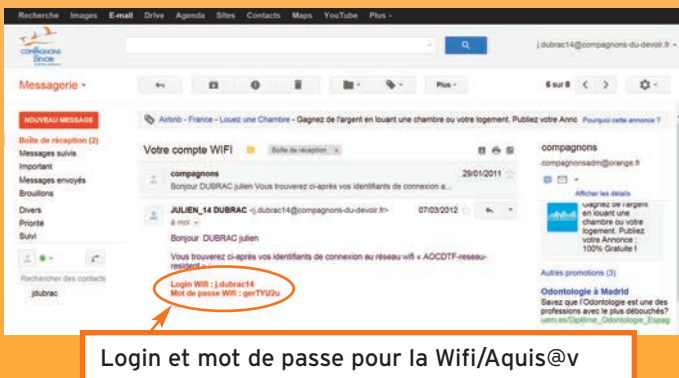 Recherche Images E-mail Drive Agenda Sites Contacts Maps YouTube Plus
COMPAGNONS DEVOIR
j.dubrac14@compagnons-du-devoir.fr
Messagerie
Plus
6 sur 8
NOUVEAU MESSAGE
Airbnb - France - Louez une Chambre - Gagnez de l'argent en louant une chambre ou votre logement. Publiez votre Annc Pourquoi cette annonce ?
Boîte de réception (2)
Messages suivis
Important
Messages envoyés
Brouillons
Divers
Priorité
Suivi
Rechercher des contacts
jdubrac
Votre compte WIFI Boîte de réception x
compagnons 29/01/2011
Bonjour DUBRAC julien Vous trouverez ci-après vos identifiants de connexion a...
JULIEN_14 DUBRAC <j.dubrac14@compagnons-du-devoir.fr> 07/03/2012
à moi
Bonjour DUBRAC julien
Vous trouverez ci-après vos identifiants de connexion au réseau wifi « AOCDTF-reseau-
resident » :
Login Wifi : j.dubrac14
Mot de passe Wifi : gerTYU2u
compagnons
compagnonsadm@orange.fr
Afficher les détails
Gagnez de l'argent
en louant une
chambre ou votre
logement. Publiez
votre Annonce :
100% Gratuite !
Autres promotions (3)
Odontologie à Madrid
Savez que l'Odontologie est une des
professions avec le plus débouchés?
uem.es/Diplôme_Odontologie_Espag
Login et mot de passe pour la Wifi/Aquis@v